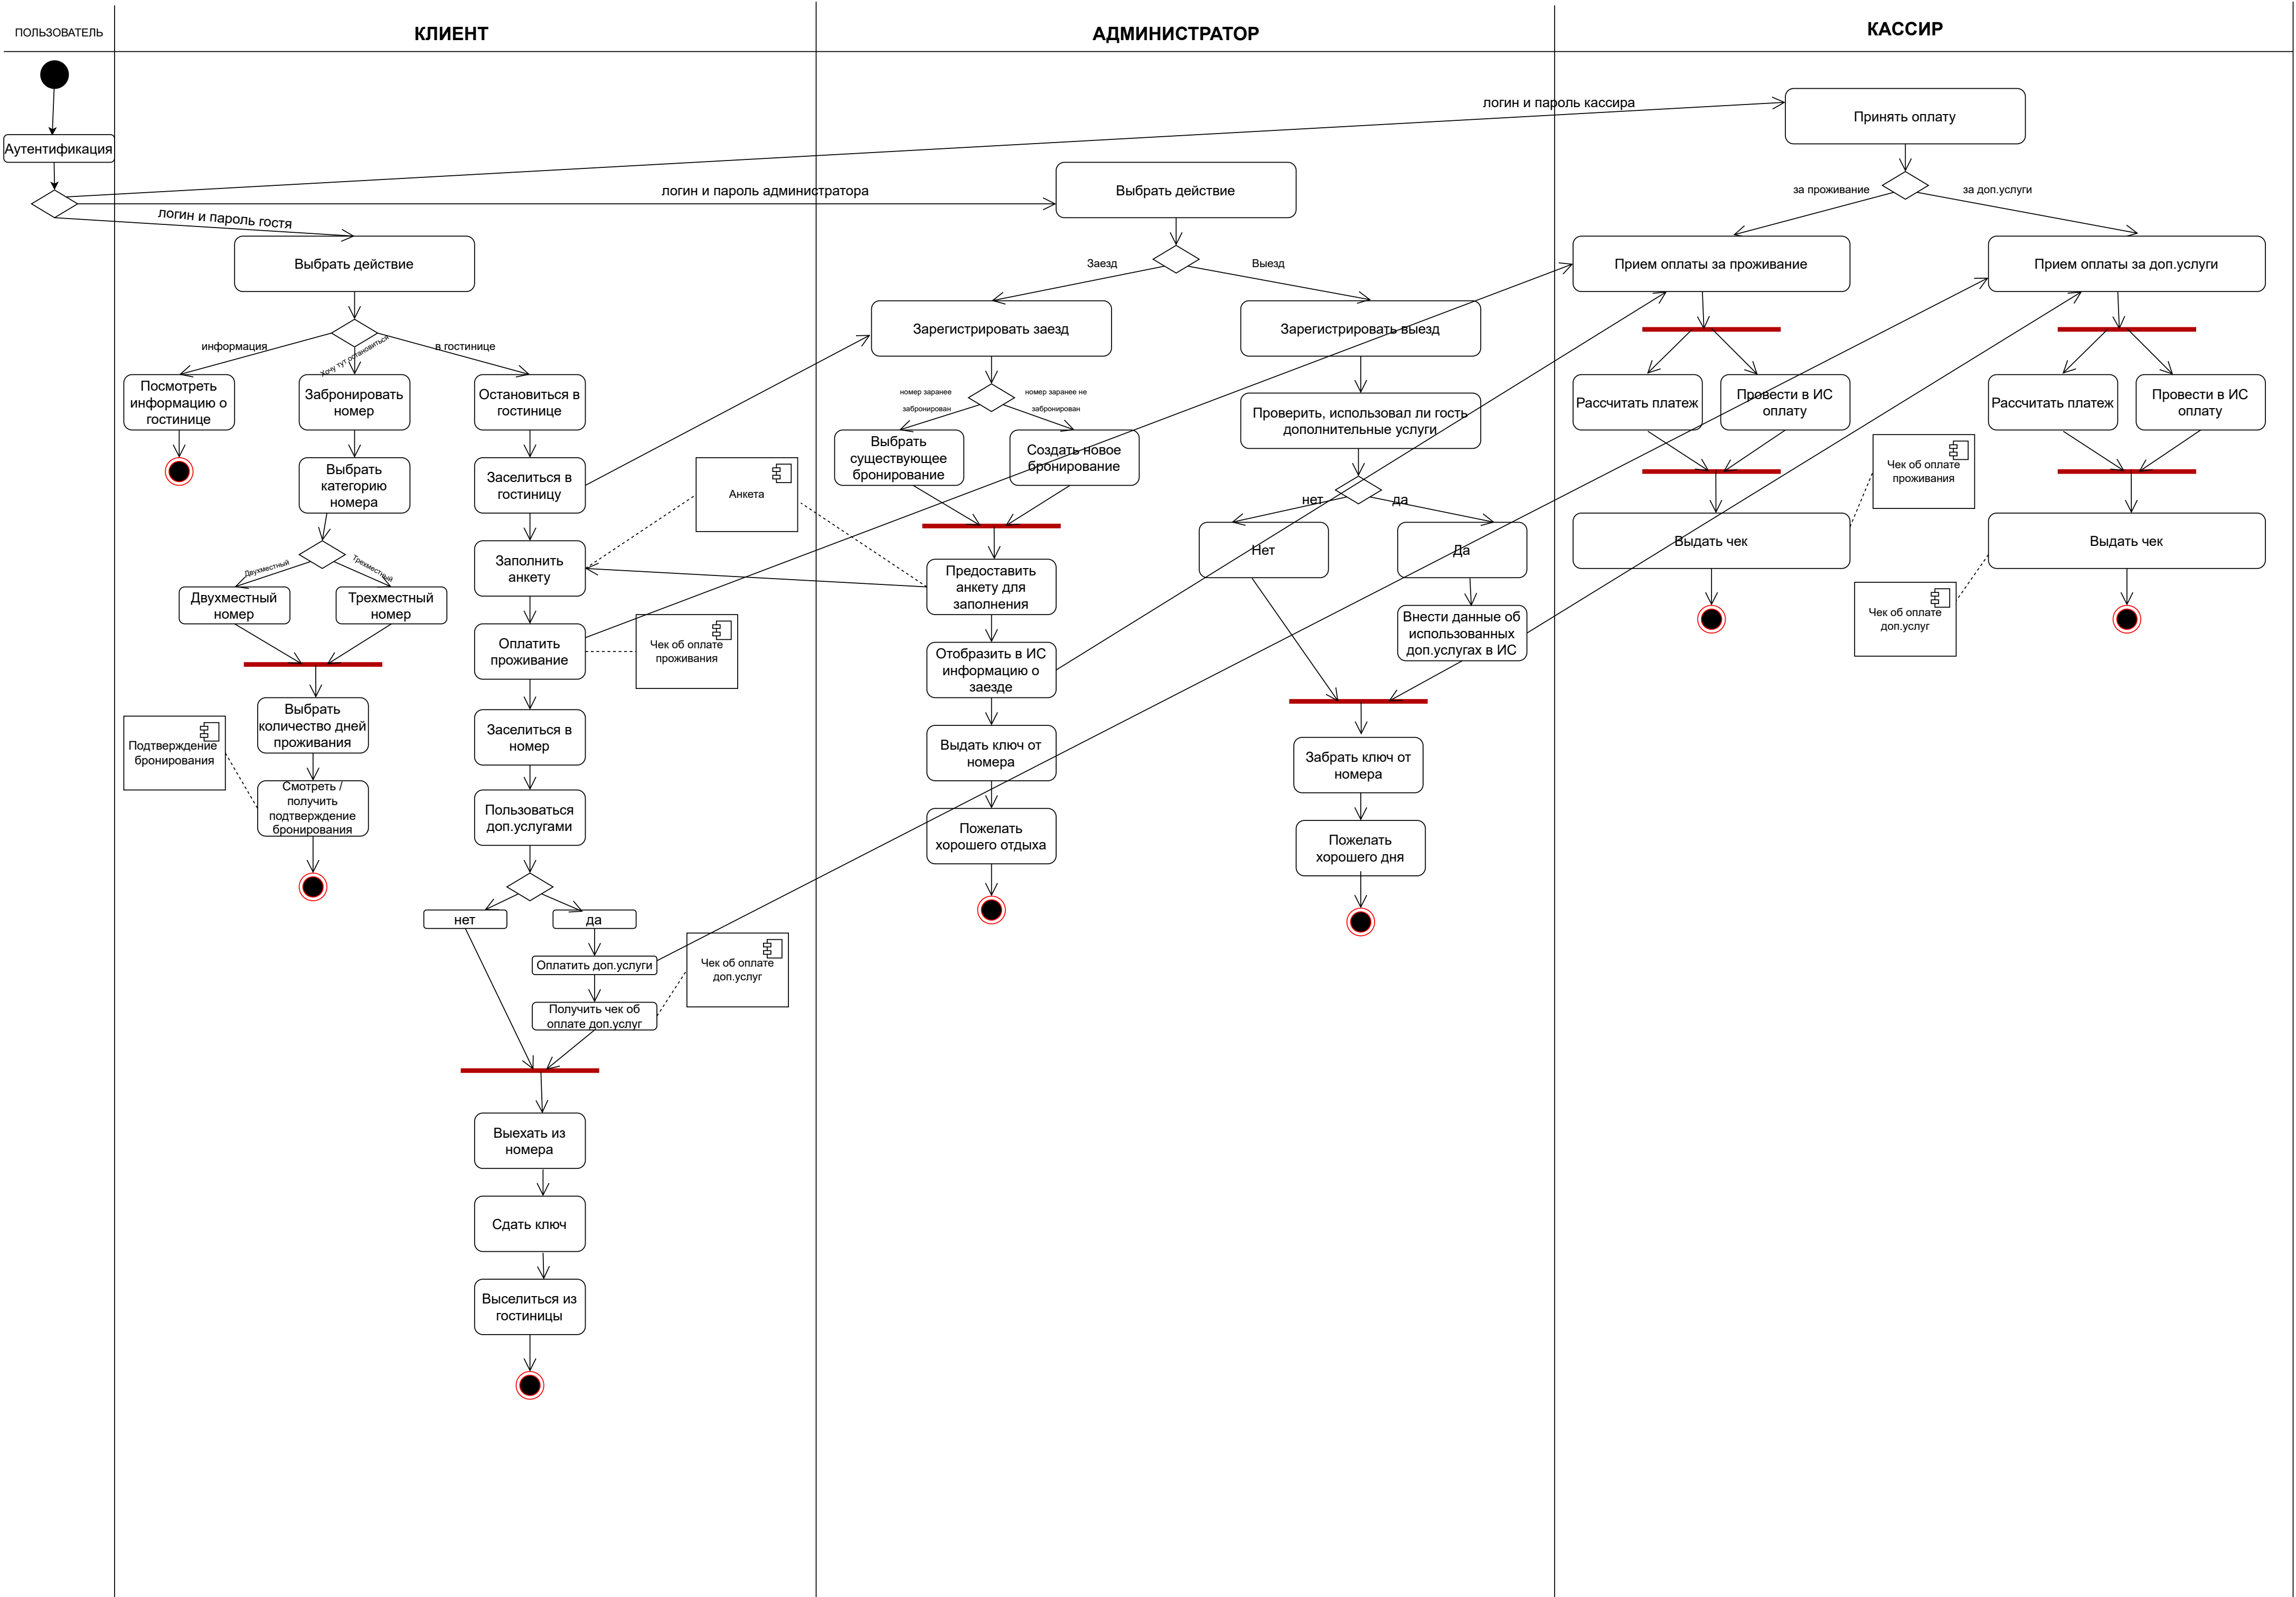 ПОЛЬЗОВАТЕЛЬ
КЛИЕНТ
АДМИНИСТРАТОР
КАССИР
Аутентификация
логин и пароль кассира
логин и пароль администратора
логин и пароль гостя
Выбрать действие
информация
Хочу тут остановиться
в гостинице
Посмотреть
информацию о
гостинице
Забронировать
номер
Остановиться в
гостинице
Выбрать
категорию
номера
Заселиться в
гостиницу
Двухместный
Трехместный
Двухместный
номер
Трехместный
номер
Заполнить
анкету
Анкета
Оплатить
проживание
Чек об оплате
проживания
Выбрать
количество дней
проживания
Подтверждение
бронирования
Смотреть /
получить
подтверждение
бронирования
Заселиться в
номер
Пользоваться
доп.услугами
нет
да
Оплатить доп.услуги
Получить чек об
оплате доп.услуг
Чек об оплате
доп.услуг
Выехать из
номера
Сдать ключ
Выселиться из
гостиницы
Выбрать действие
Заезд
Выезд
Зарегистрировать заезд
Зарегистрировать выезд
номер заранее
забронирован
номер заранее не
забронирован
Выбрать
существующее
бронирование
Создать новое
бронирование
Предоставить
анкету для
заполнения
Отобразить в ИС
информацию о
заезде
Выдать ключ от
номера
Пожелать
хорошего отдыха
Проверить, использовал ли гость
дополнительные услуги
нет
да
Нет
Да
Внести данные об
использованных
доп.услугах в ИС
Забрать ключ от
номера
Пожелать
хорошего дня
Принять оплату
за проживание
за доп.услуги
Прием оплаты за проживание
Прием оплаты за доп.услуги
Рассчитать платеж
Провести в ИС
оплату
Рассчитать платеж
Провести в ИС
оплату
Чек об оплате
проживания
Выдать чек
Выдать чек
Чек об оплате
доп.услуг